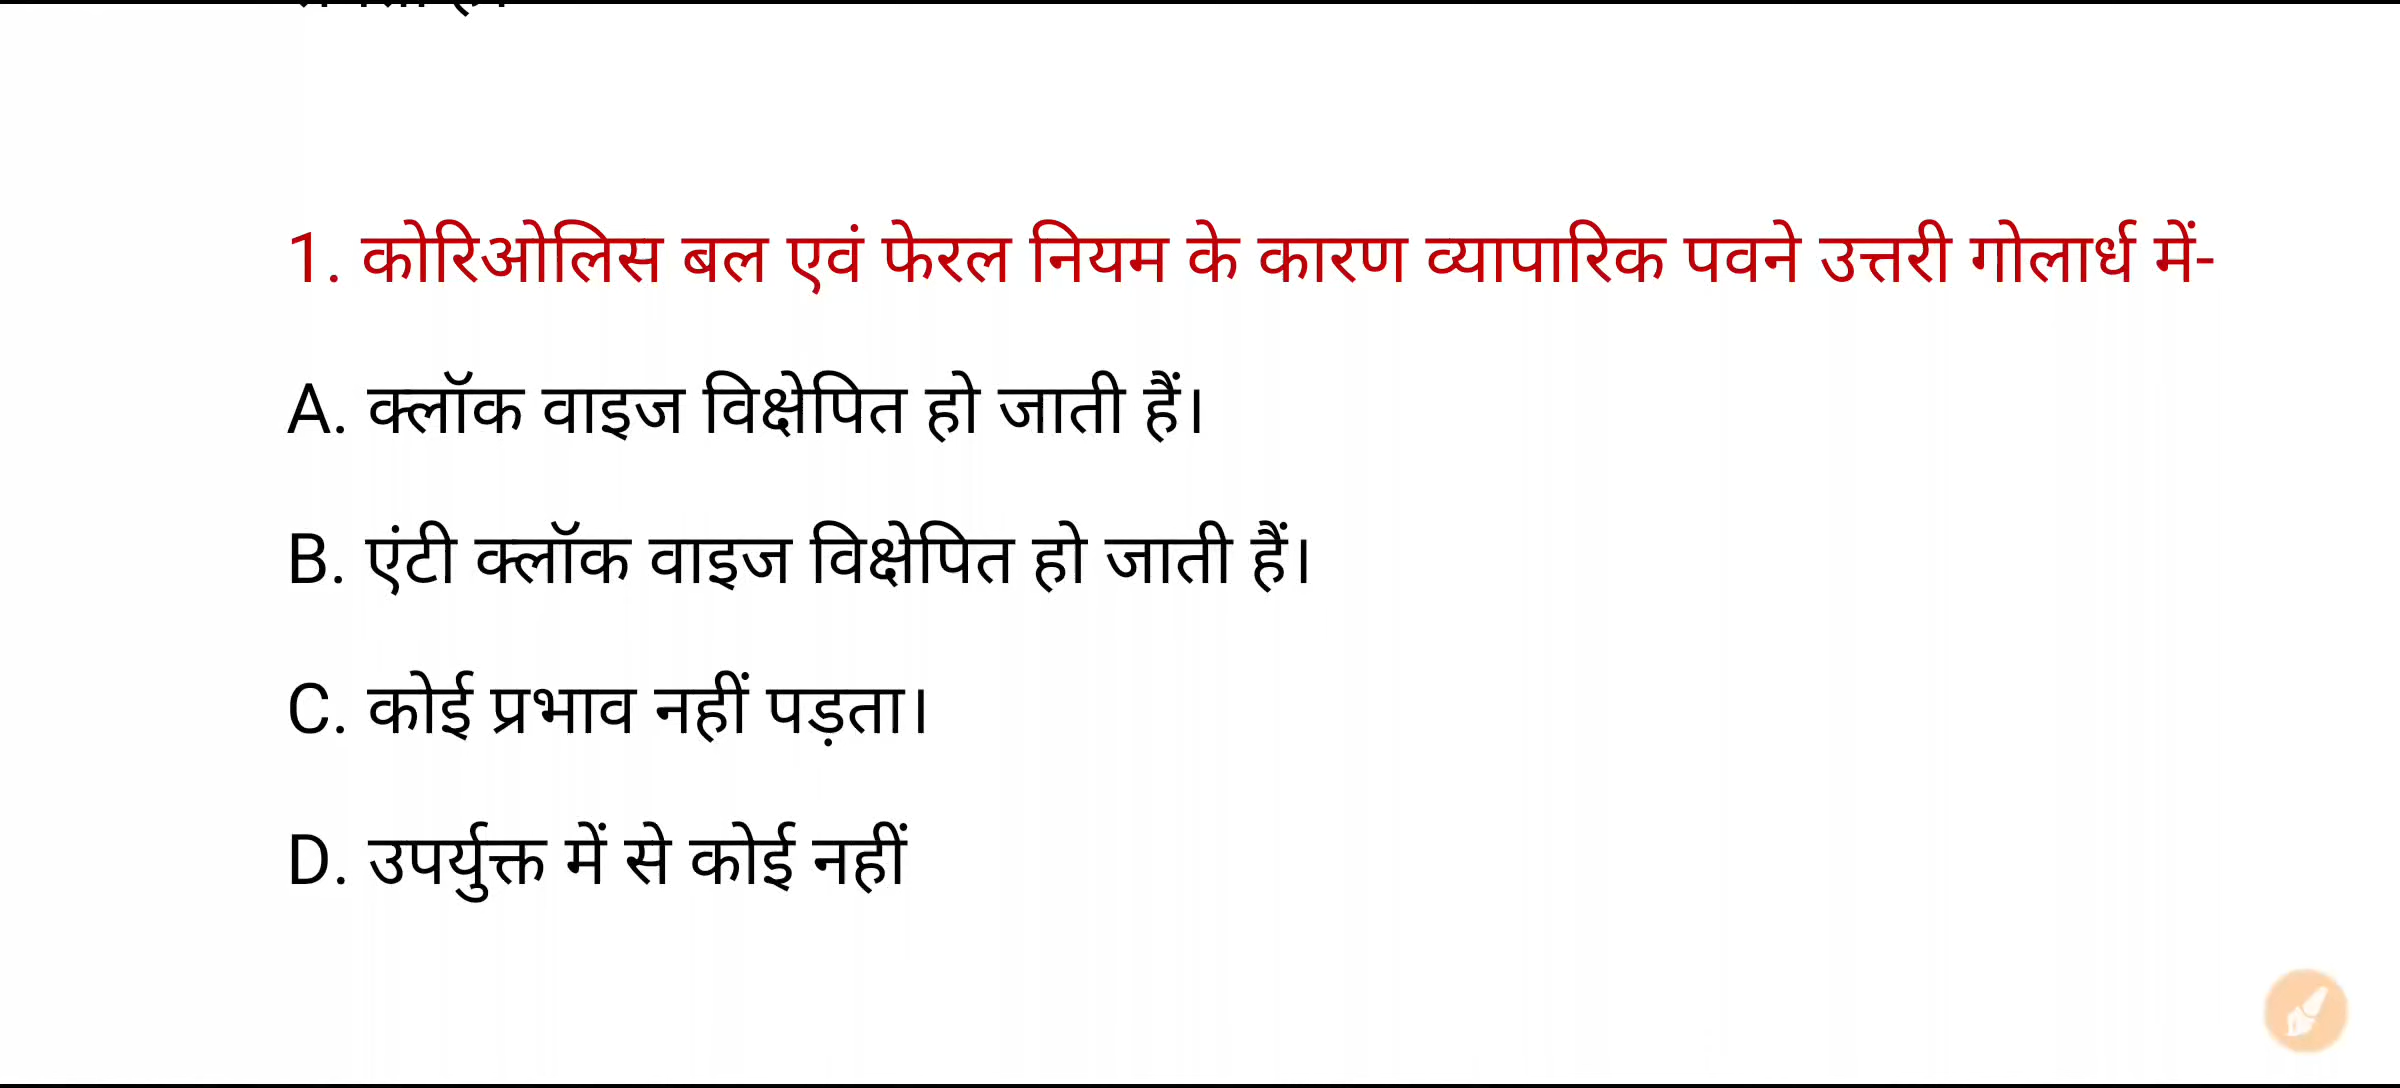 1. कोरिओलिस बल एवं फेरल नियम के कारण व्यापारिक पवने उत्तरी गोलार्ध में-
A. क्लॉक वाइज विक्षेपित हो जाती हैं।
B. एंटी क्लॉक वाइज विक्षेपित हो जाती हैं।
C. कोई प्रभाव नहीं पड़ता।
D. उपर्युक्त में से कोई नहीं